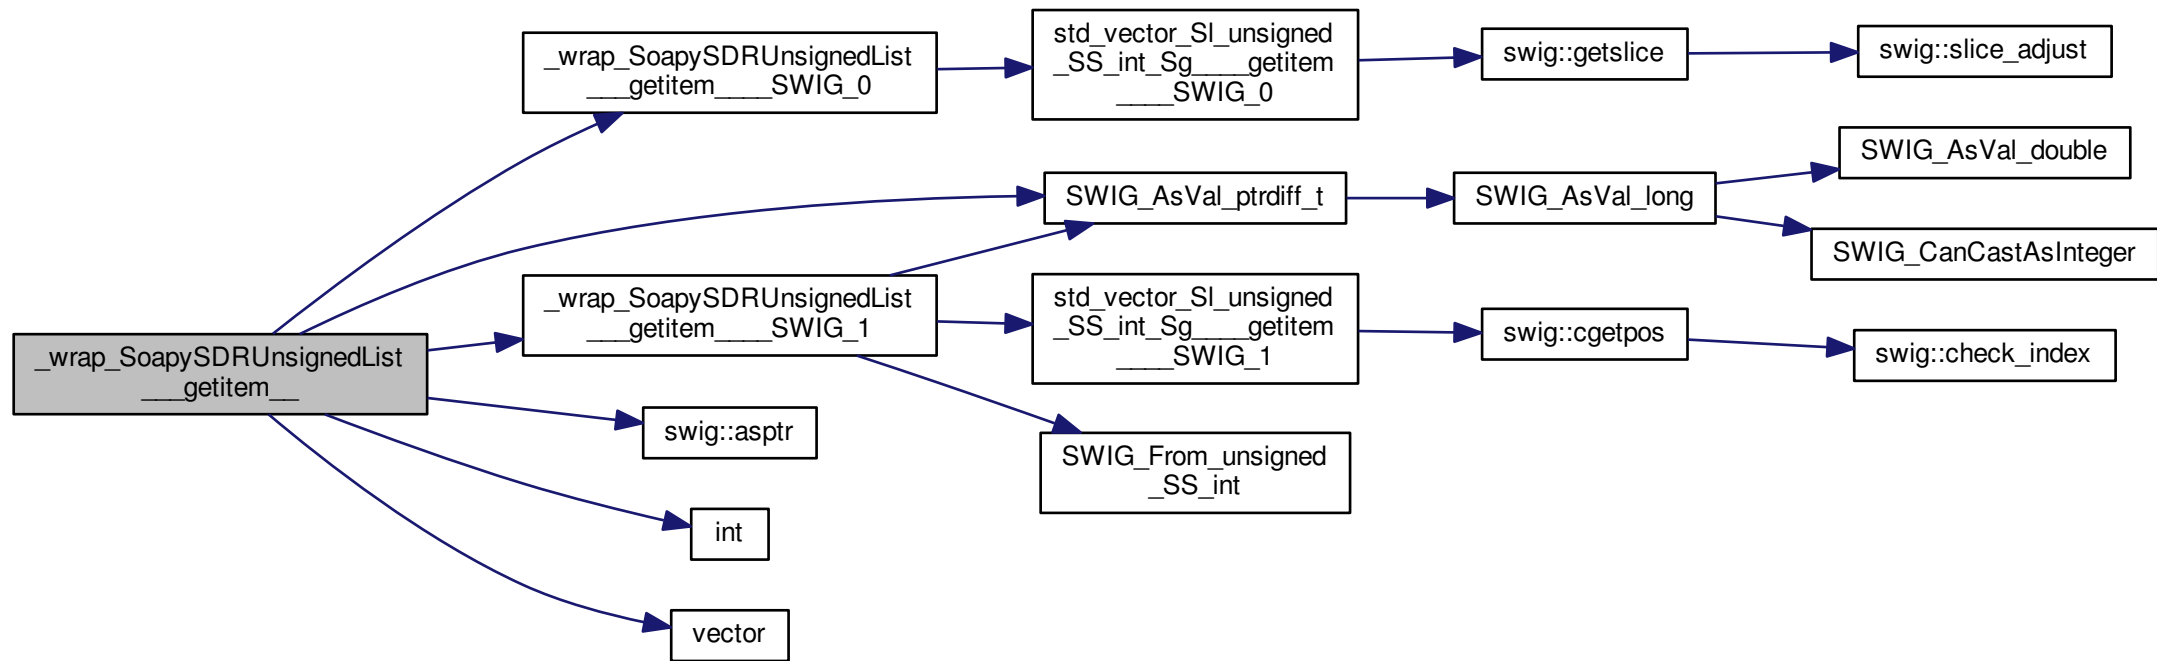 _wrap_SoapySDRUnsignedList
___getitem__
_wrap_SoapySDRUnsignedList
___getitem____SWIG_0
std_vector_Sl_unsigned
_SS_int_Sg____getitem
____SWIG_0
swig::getslice
swig::slice_adjust
SWIG_AsVal_ptrdiff_t
SWIG_AsVal_long
SWIG_AsVal_double
SWIG_CanCastAsInteger
_wrap_SoapySDRUnsignedList
___getitem____SWIG_1
std_vector_Sl_unsigned
_SS_int_Sg____getitem
____SWIG_1
swig::cgetpos
swig::check_index
SWIG_From_unsigned
_SS_int
swig::asptr
int
vector